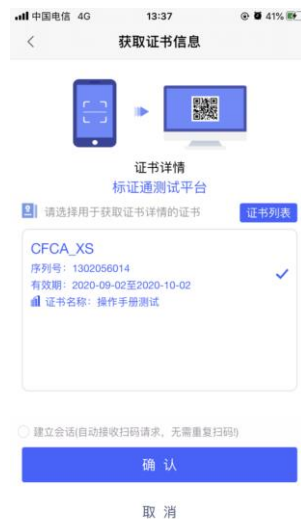 中国电信 4G 13:37 41%
获取证书信息
证书详情
标证通测试平台
请选择用于获取证书详情的证书 证书列表
CFCA_XS
序列号：1302056014
有效期：2020-09-02至2020-10-02
证书名称：操作手册测试
建立会话(自动接收扫码请求，无需重复扫码!)
确 认
取 消